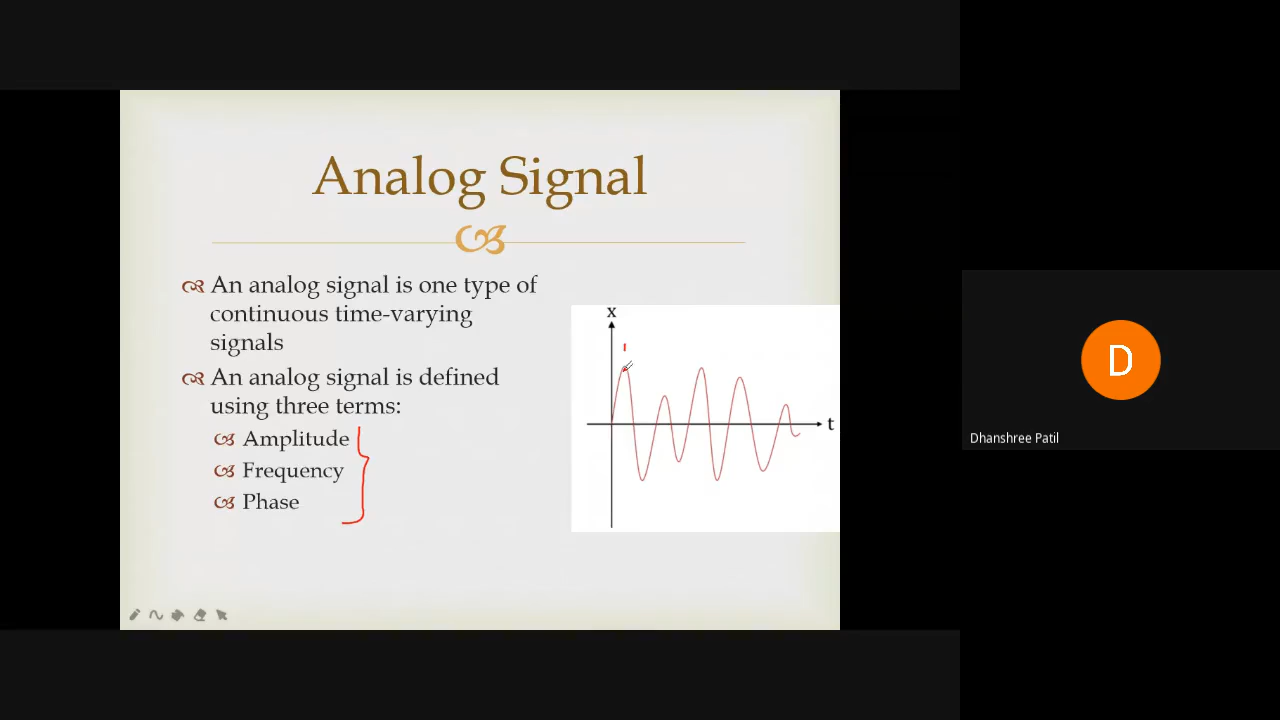 Analog Signal
An analog signal is one type of
continuous time-varying
signals
An analog signal is defined
using three terms:
Amplitude
Frequency
Phase
x
t
D
Dhanshree Patil